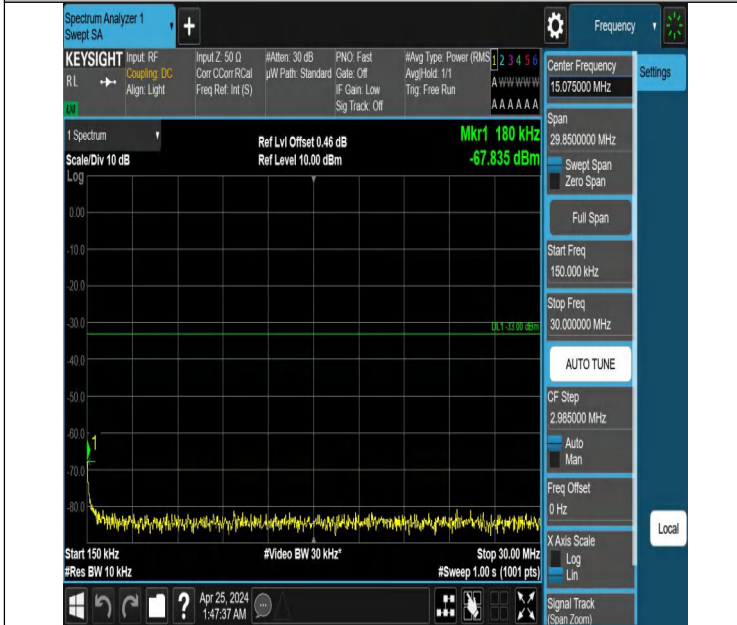 Spectrum Analyzer 1
Swept SA
+
Frequency
KEYSIGHT
RL
Input: RF
Coupling: DC
Align: Light
Input Z: 50 Ω
Corr CCorr RCal
Freq Ref: Int (S)
#Atten: 30 dB
µW Path: Standard
PNO: Fast
Gate: Off
IF Gain: Low
Sig Track: Off
#Avg Type: Power (RMS
Avg|Hold: 1/1
Trig: Free Run
1 2 3 4 5 6
A W W W W W
A A A A A A
1 Spectrum
Scale/Div 10 dB
Ref Lvl Offset 0.46 dB
Ref Level 10.00 dBm
Mkr1 180 kHz
-67.835 dBm
Log
0.00
-10.0
-20.0
-30.0
DL1 -33.00 dBm
-40.0
-50.0
-60.0
1
-70.0
-80.0
Start 150 kHz
#Video BW 30 kHz*
Stop 30.00 MHz
#Res BW 10 kHz
#Sweep 1.00 s (1001 pts)
?
Apr 25, 2024
1:47:37 AM
Center Frequency
15.075000 MHz
Settings
Span
29.8500000 MHz
Swept Span
Zero Span
Full Span
Start Freq
150.000 kHz
Stop Freq
30.000000 MHz
AUTO TUNE
CF Step
2.985000 MHz
Auto
Man
Freq Offset
0 Hz
Local
X Axis Scale
Log
Lin
Signal Track
(Span Zoom)